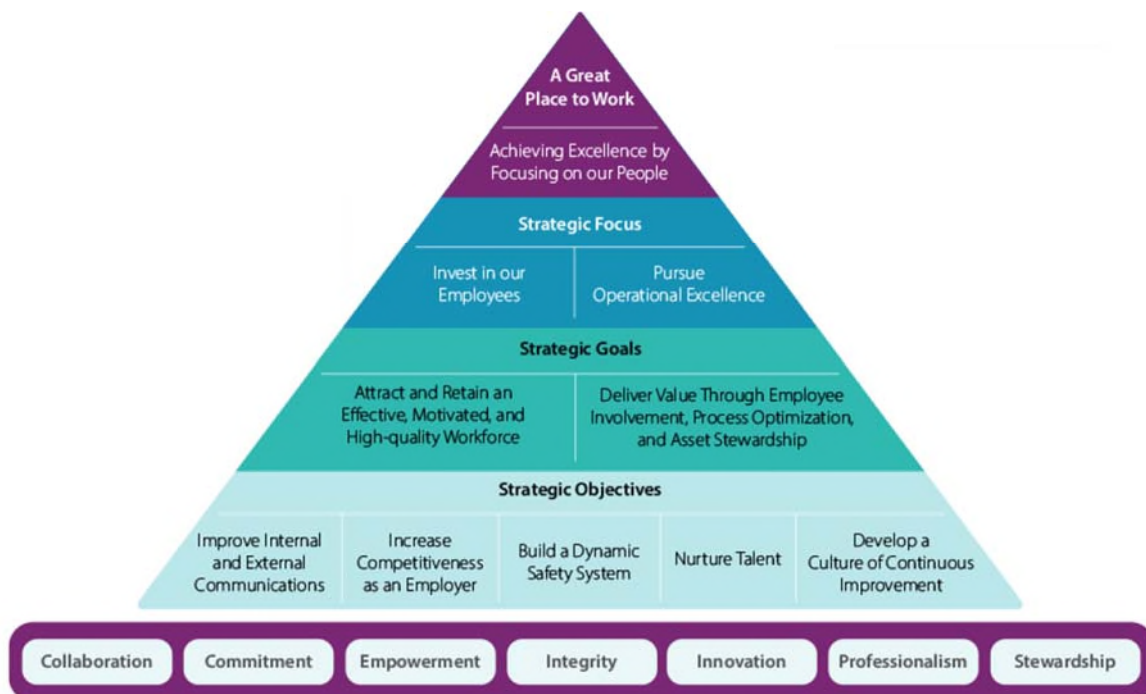 A Great
Place to Work
Achieving Excellence by
Focusing on our People
Strategic Focus
Invest in our
Employees
Pursue
Operational Excellence
Strategic Goals
Attract and Retain an
Effective, Motivated, and
High-quality Workforce
Deliver Value Through Employee
Involvement, Process Optimization,
and Asset Stewardship
Strategic Objectives
Improve Internal
and External
Communications
Increase
Competitiveness
as an Employer
Build a Dynamic
Safety System
Nurture Talent
Develop a
Culture of Continuous
Improvement
Collaboration
Commitment
Empowerment
Integrity
Innovation
Professionalism
Stewardship